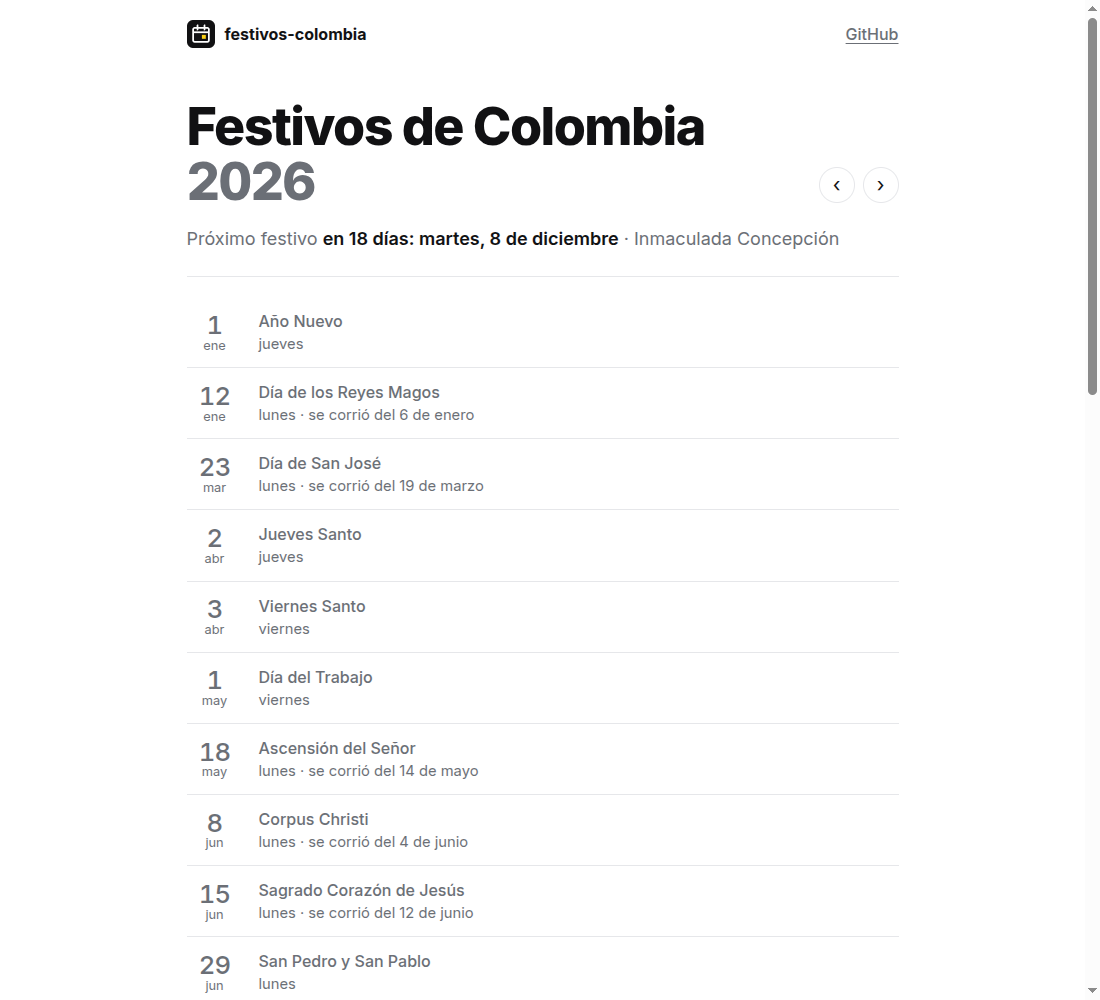 festivos-colombia
GitHub
Festivos de Colombia
2026
‹ ›
Próximo festivo en 18 días: martes, 8 de diciembre · Inmaculada Concepción
1
ene
Año Nuevo
jueves
12
ene
Día de los Reyes Magos
lunes · se corrió del 6 de enero
23
mar
Día de San José
lunes · se corrió del 19 de marzo
2
abr
Jueves Santo
jueves
3
abr
Viernes Santo
viernes
1
may
Día del Trabajo
viernes
18
may
Ascensión del Señor
lunes · se corrió del 14 de mayo
8
jun
Corpus Christi
lunes · se corrió del 4 de junio
15
jun
Sagrado Corazón de Jesús
lunes · se corrió del 12 de junio
29
jun
San Pedro y San Pablo
lunes